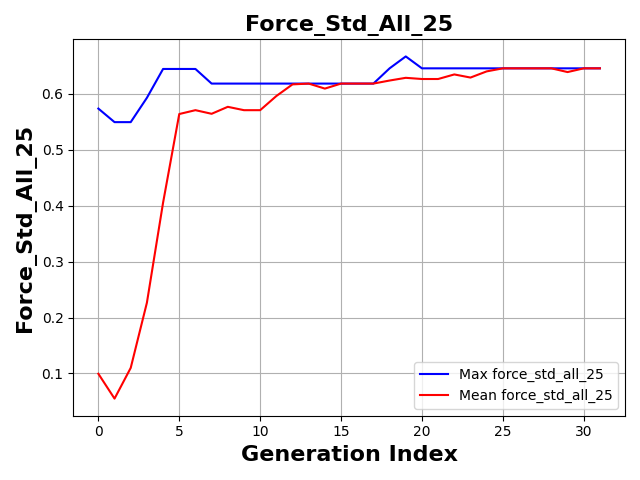 Force_Std_All_25
Force_Std_All_25
0.6
0.5
0.4
0.3
0.2
0.1
0 5 10 15 20 25 30
Generation Index
Max force_std_all_25
Mean force_std_all_25